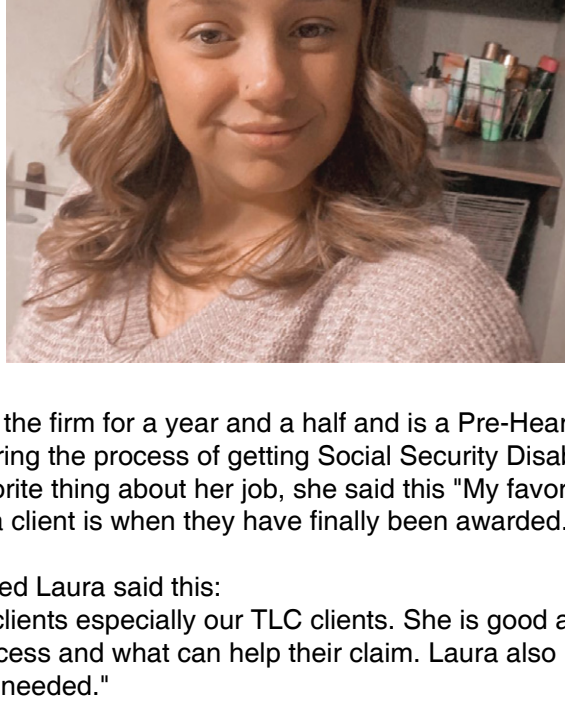 the firm for a year and a half and is a Pre-Hear
ring the process of getting Social Security Disab
orite thing about her job, she said this "My favor
a client is when they have finally been awarded.
ed Laura said this:
clients especially our TLC clients. She is good a
cess and what can help their claim. Laura also
needed."